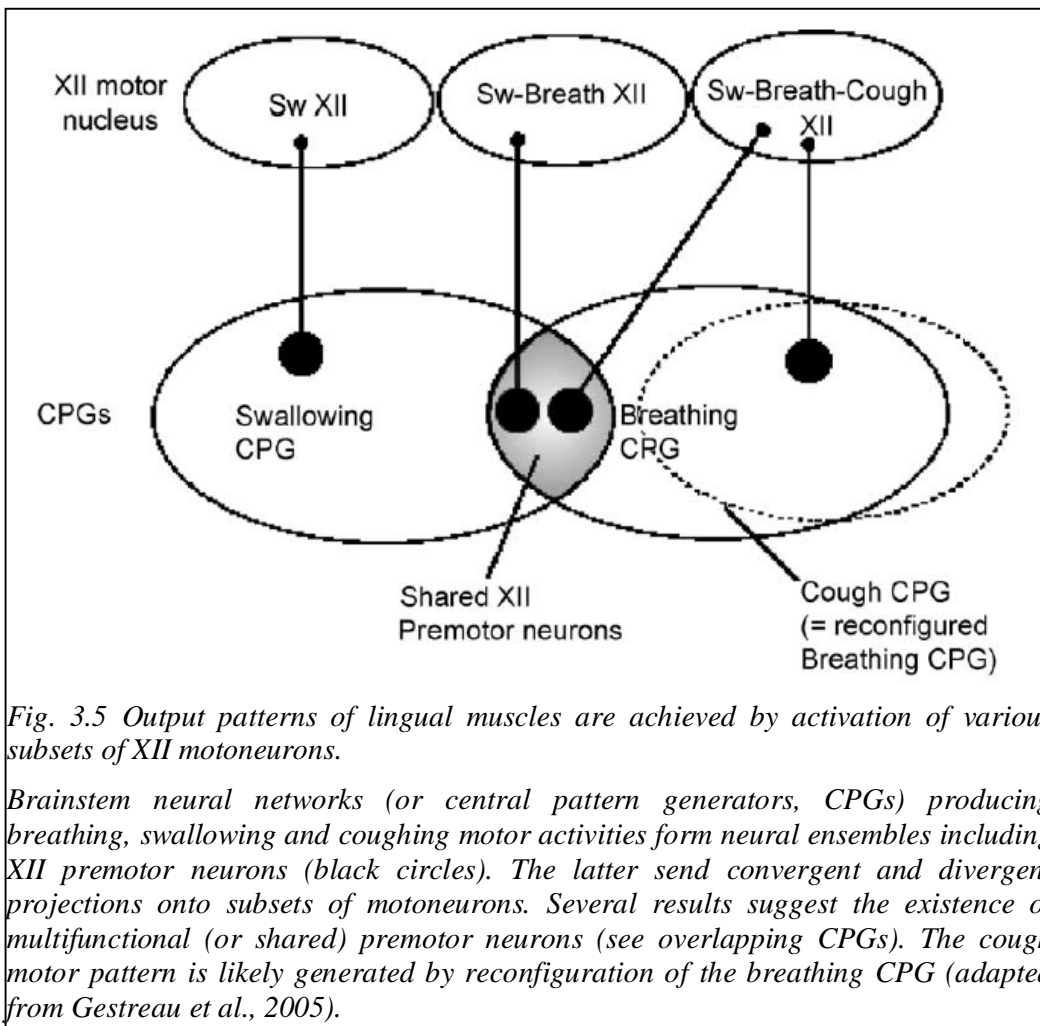 XII motor
nucleus
Sw XII
Sw-Breath XII
Sw-Breath-Cough
XII
CPGs
Swallowing
CPG
Breathing
CPG
Shared XII
Premotor neurons
Cough CPG
(= reconfigured
Breathing CPG)
Fig. 3.5 Output patterns of lingual muscles are achieved by activation of variou
subsets of XII motoneurons.
Brainstem neural networks (or central pattern generators, CPGs) producing
breathing, swallowing and coughing motor activities form neural ensembles including
XII premotor neurons (black circles). The latter send convergent and divergen
projections onto subsets of motoneurons. Several results suggest the existence o
multifunctional (or shared) premotor neurons (see overlapping CPGs). The cough
motor pattern is likely generated by reconfiguration of the breathing CPG (adapted
from Gestreau et al., 2005).